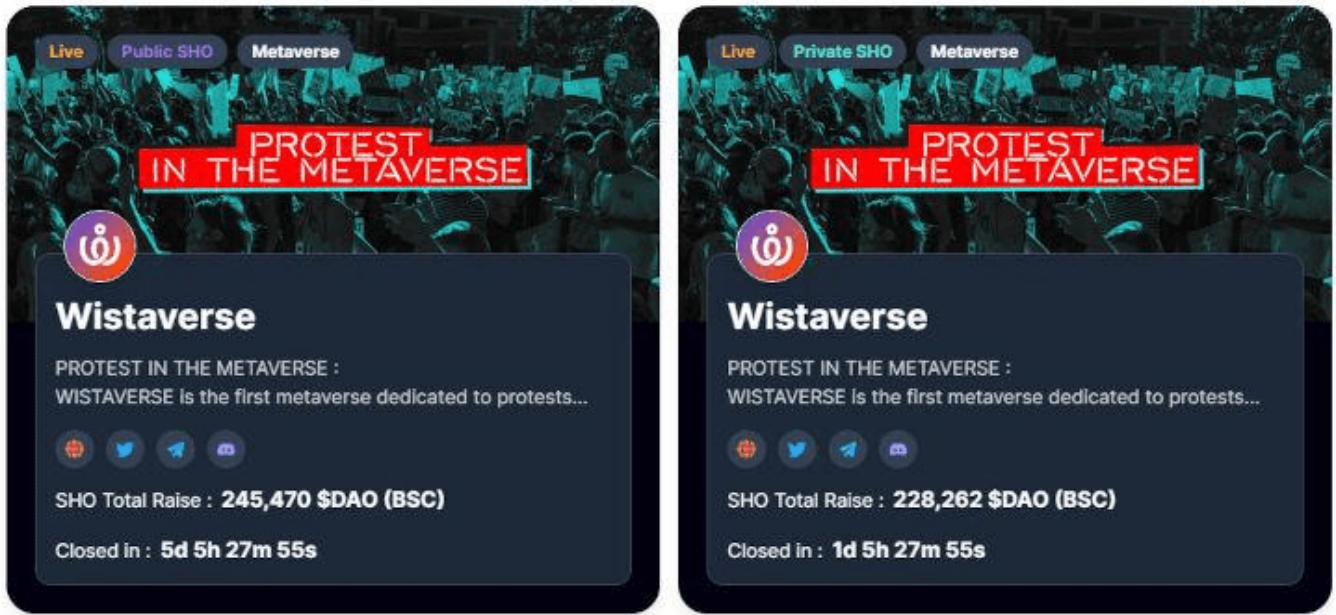 Live Public SHO Metaverse
PROTEST
IN THE METAVERSE
Wistaverse
PROTEST IN THE METAVERSE :
WISTAVERSE is the first metaverse dedicated to protests...
SHO Total Raise : 245,470 $DAO (BSC)
Closed in : 5d 5h 27m 55s
Live Private SHO Metaverse
PROTEST
IN THE METAVERSE
Wistaverse
PROTEST IN THE METAVERSE :
WISTAVERSE is the first metaverse dedicated to protests...
SHO Total Raise : 228,262 $DAO (BSC)
Closed in : 1d 5h 27m 55s